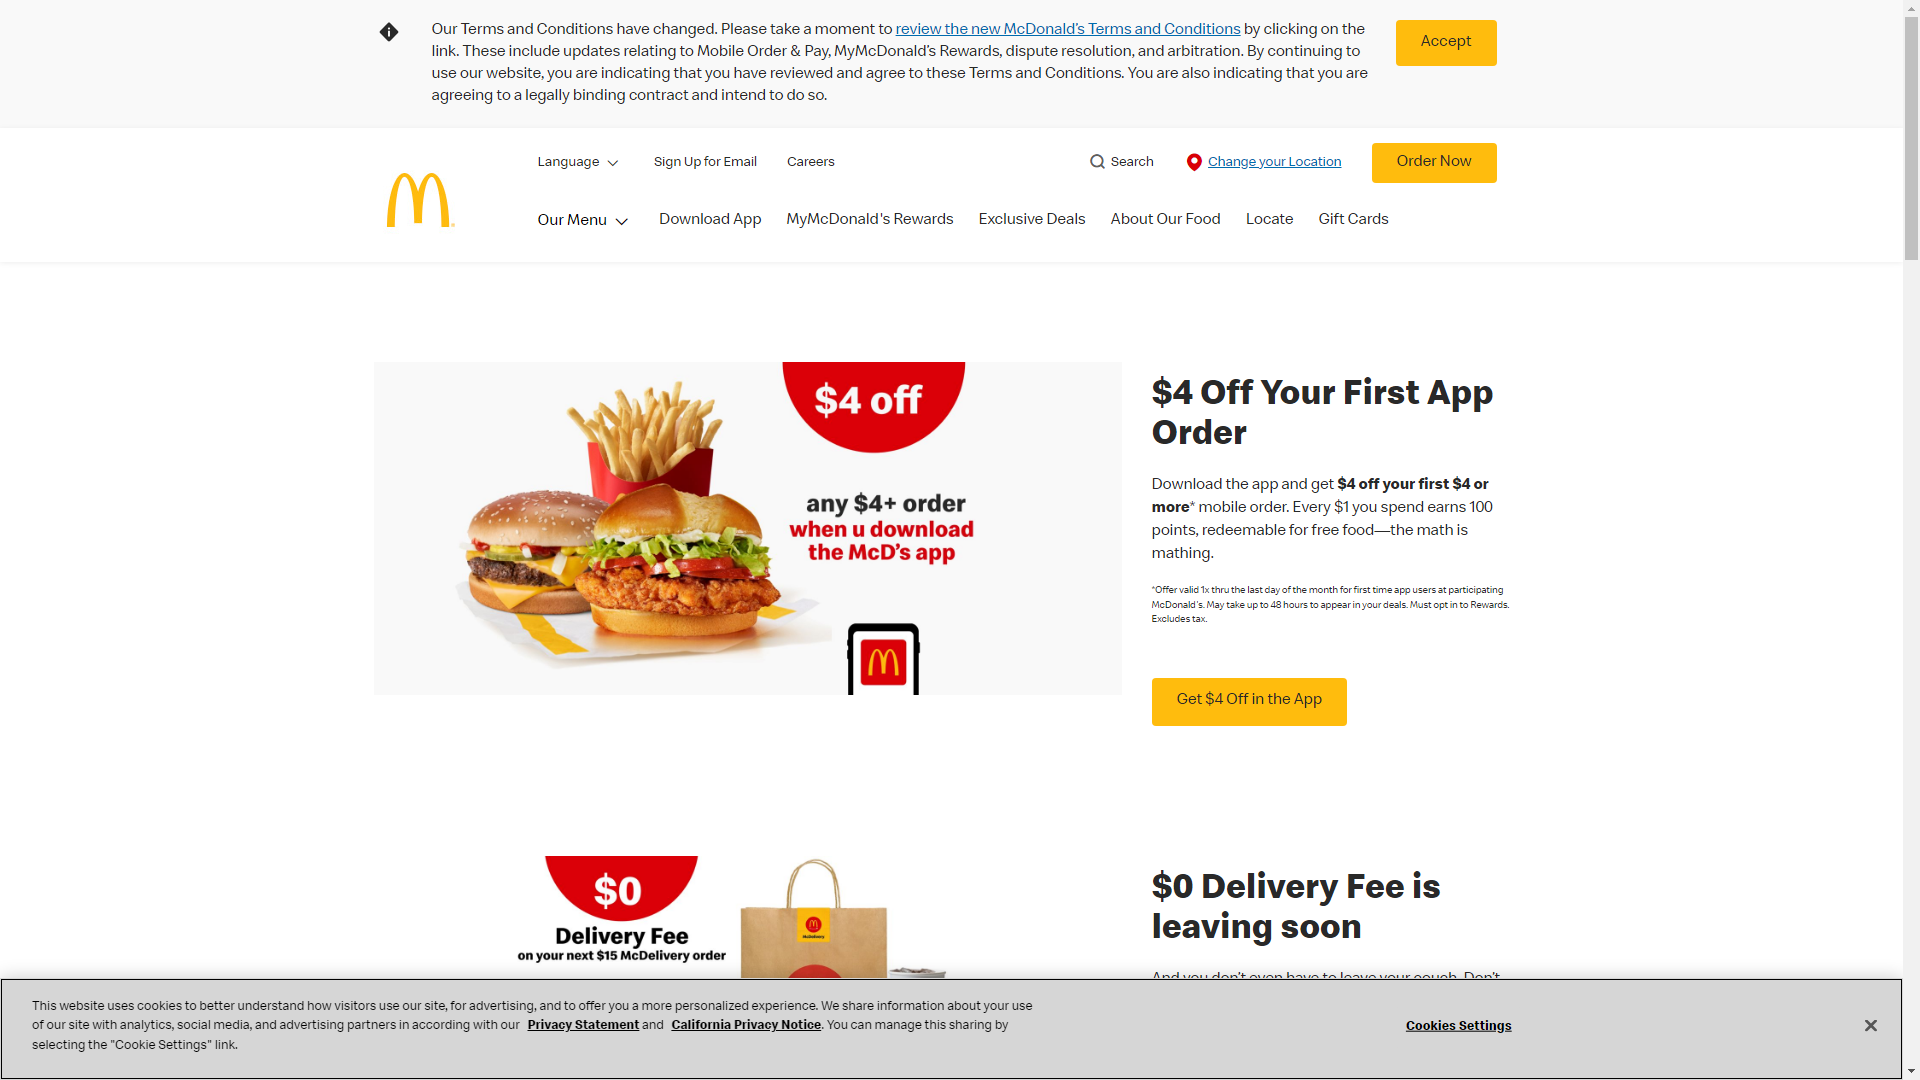 Our Terms and Conditions have changed. Please take a moment to review the new McDonald's Terms and Conditions by clicking on the
link. These include updates relating to Mobile Order & Pay, MyMcDonald's Rewards, dispute resolution, and arbitration. By continuing to
use our website, you are indicating that you have reviewed and agree to these Terms and Conditions. You are also indicating that you are
agreeing to a legally binding contract and intend to do so.
Accept
Language
Sign Up for Email
Careers
Search
Change your Location
Order Now
Our Menu
Download App
MyMcDonald's Rewards
Exclusive Deals
About Our Food
Locate
Gift Cards
$4 off
any $4+ order
when u download
the McD's app
$4 Off Your First App
Order
Download the app and get $4 off your first $4 or
more* mobile order. Every $1 you spend earns 100
points, redeemable for free food—the math is
mathing.
*Offer valid 1x thru the last day of the month for first time app users at participating
McDonald's. May take up to 48 hours to appear in your deals. Must opt in to Rewards.
Excludes tax.
Get $4 Off in the App
$0
Delivery Fee
on your next $15 McDelivery order
McDelivery
$0 Delivery Fee is
leaving soon
And you don't even have to leave your couch. Don't
This website uses cookies to better understand how visitors use our site, for advertising, and to offer you a more personalized experience. We share information about your use
of our site with analytics, social media, and advertising partners in according with our Privacy Statement and California Privacy Notice. You can manage this sharing by
selecting the "Cookie Settings" link.
Cookies Settings